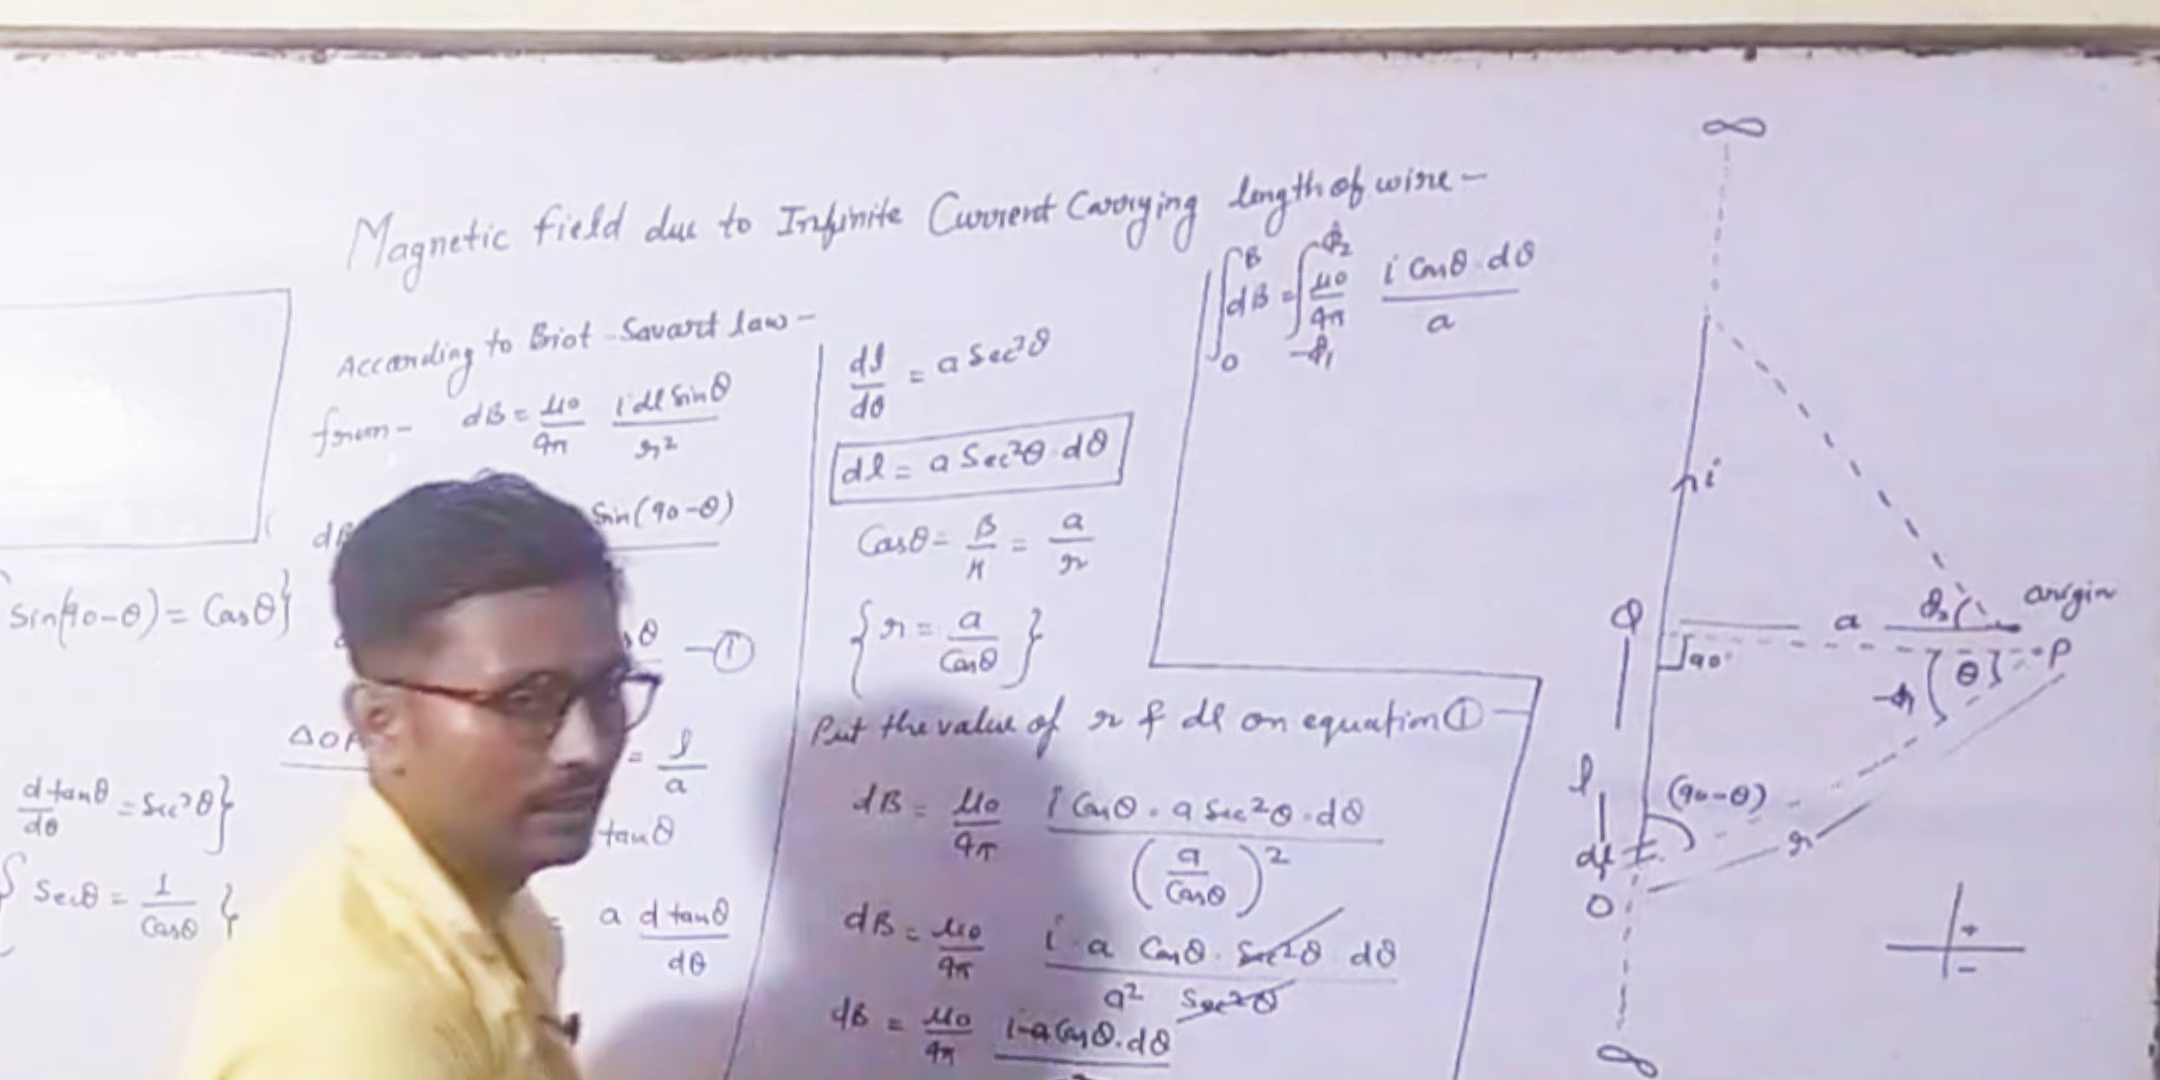 Magnetic field due to Infinite Current Carrying length of wire -
According to Biot-Savart law -
from - dB = μ0/4π i dl sinθ/r²
sin(90-θ)
sin(90-θ) = Cosθ}
θ —①
= l/a
d tanθ/dθ = Sec²θ}
tanθ
{ Secθ = 1/Cosθ }
a d tanθ/dθ
dl/dθ = a Sec²θ
dl = a Sec²θ dθ
Cosθ = B/H = a/r
{ r = a/Cosθ }
Put the value of r & dl on equation ① —
dB = μ0/4π i Cosθ . a Sec²θ . dθ/(a/Cosθ)²
dB = μ0/4π i a Cosθ . Sec²θ dθ/a² Sec²θ
dB = μ0/4π i a Cosθ . dθ
∫₀ᴮ dB = ∫ μ0/4π i Cosθ . dθ/a
∞
i
Q
a
origin
90°
θ
P
l
(90-θ)
dl
r
O
+
-
∞